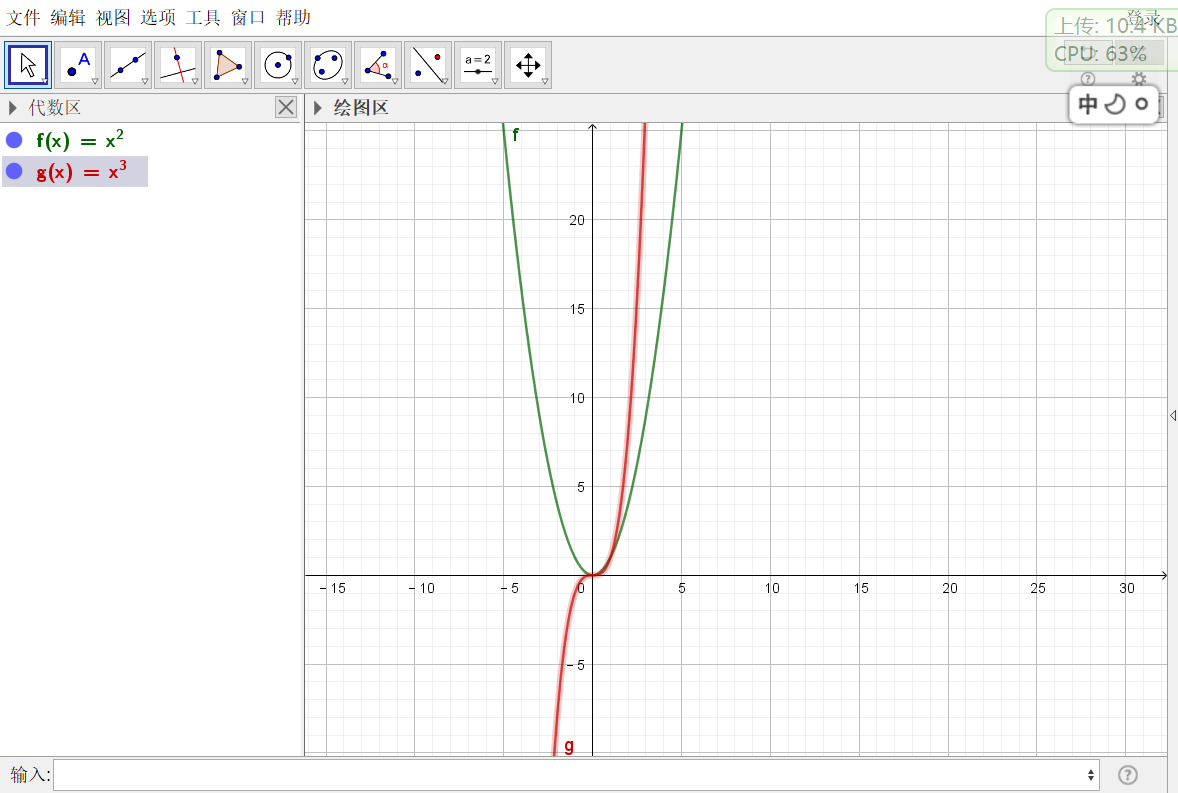 文件 编辑 视图 选项 工具 窗口 帮助
登录
上传: 10.4 KB
CPU: 63%
A
α
a = 2
中
代数区
绘图区
f(x) = x²
g(x) = x³
f
20
15
10
5
-15 -10 -5 0 5 10 15 20 25 30
-5
g
输入: